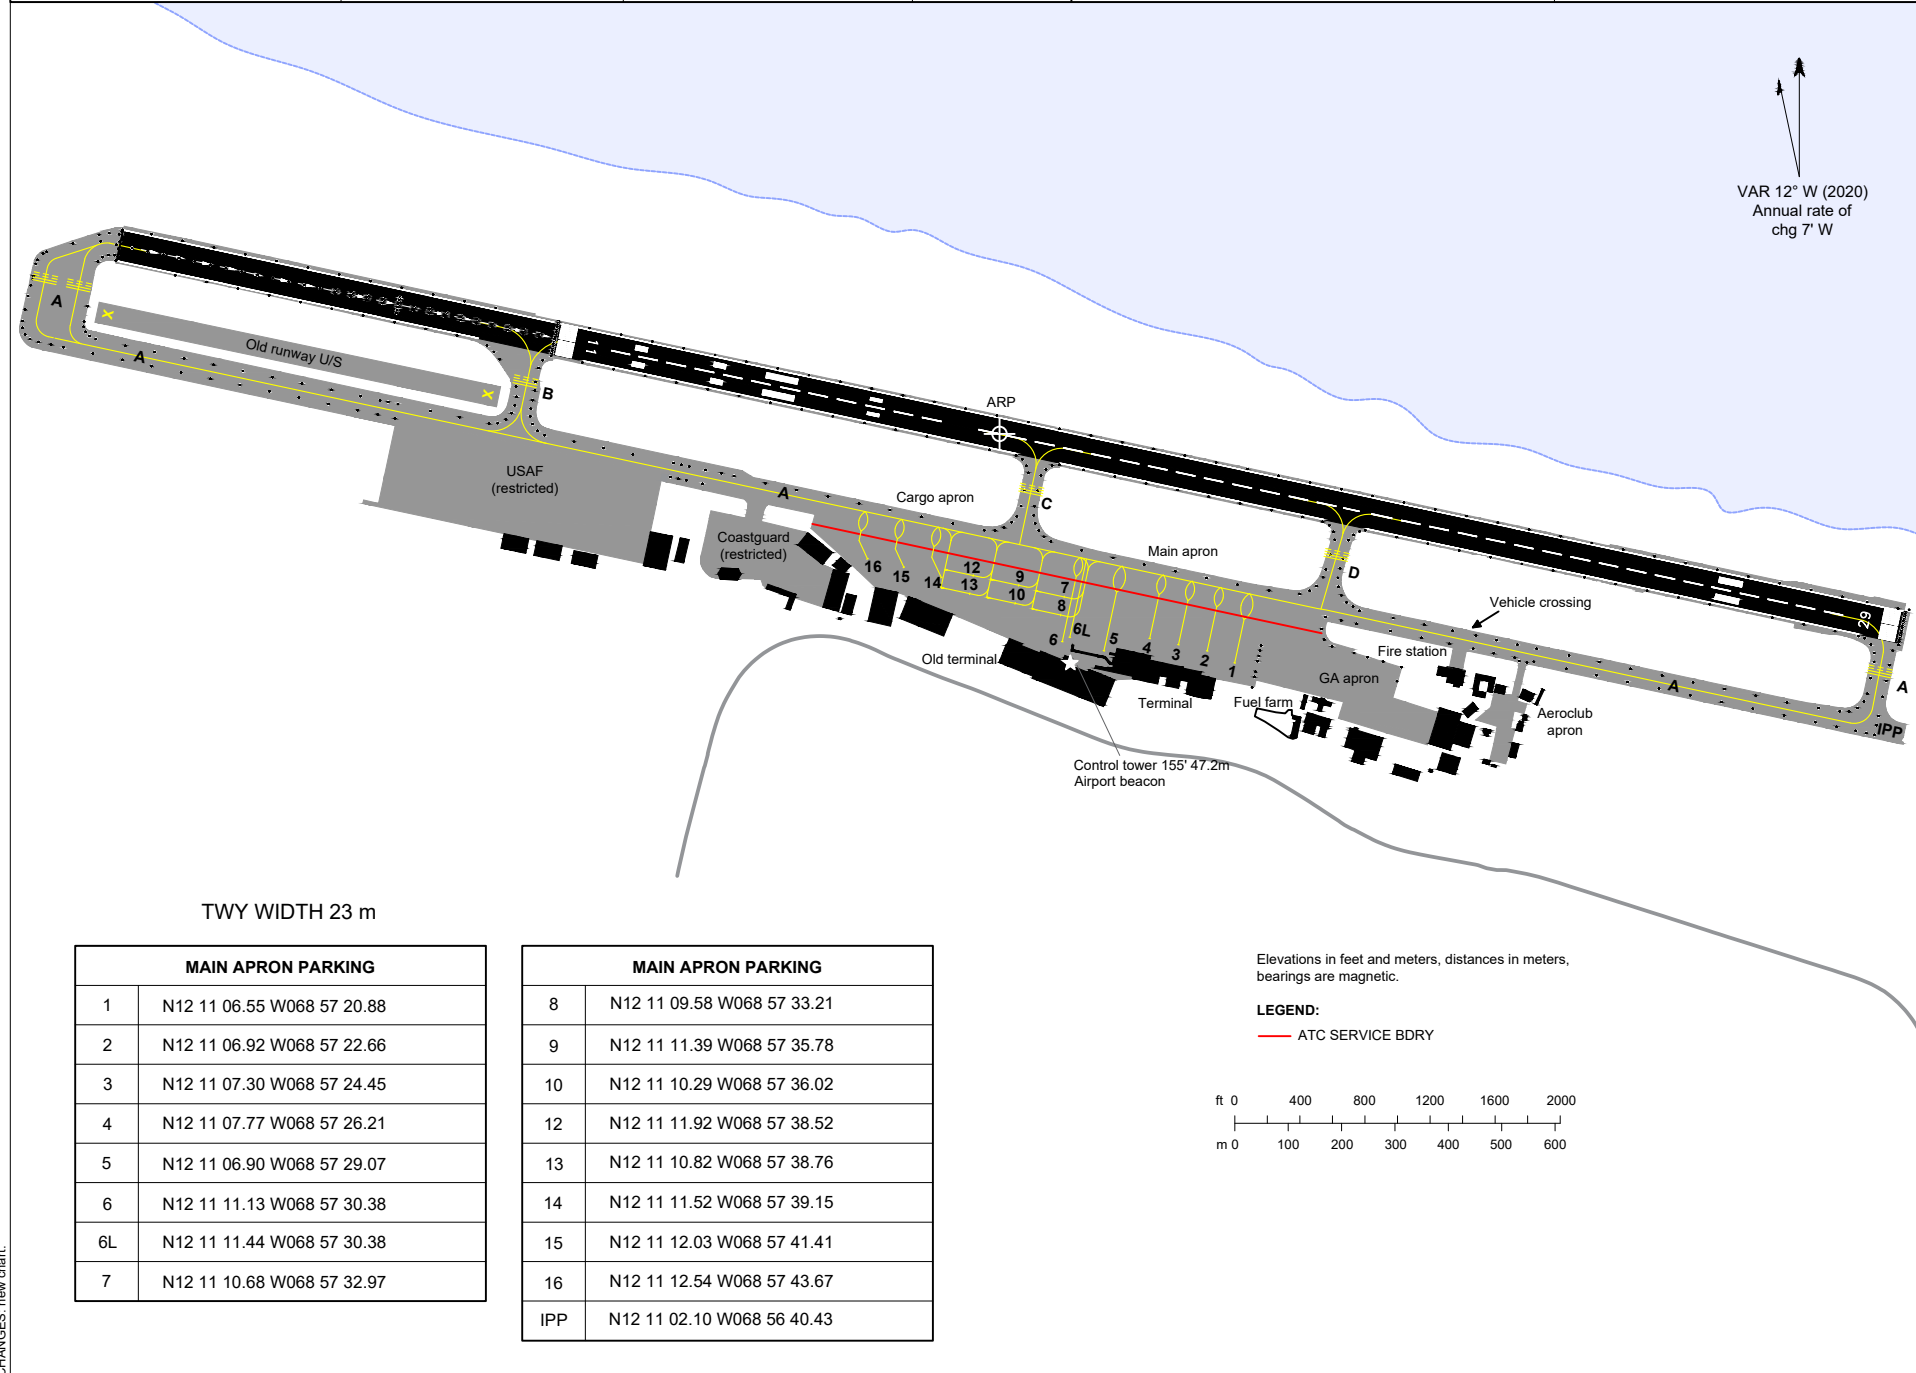 VAR 12° W (2020)
Annual rate of
chg 7' W
A
A
Old runway U/S
B
USAF
(restricted)
A
Coastguard
(restricted)
Cargo apron
ARP
C
Main apron
D
Vehicle crossing
29
16
15
14
12
13
9
10
7
8
6
6L
5
4
3
2
1
Old terminal
Terminal
Fuel farm
GA apron
Fire station
A
A
IPP
Aeroclub
apron
Control tower 155' 47.2m
Airport beacon
TWY WIDTH 23 m
MAIN APRON PARKING
1 N12 11 06.55 W068 57 20.88
2 N12 11 06.92 W068 57 22.66
3 N12 11 07.30 W068 57 24.45
4 N12 11 07.77 W068 57 26.21
5 N12 11 06.90 W068 57 29.07
6 N12 11 11.13 W068 57 30.38
6L N12 11 11.44 W068 57 30.38
7 N12 11 10.68 W068 57 32.97
MAIN APRON PARKING
8 N12 11 09.58 W068 57 33.21
9 N12 11 11.39 W068 57 35.78
10 N12 11 10.29 W068 57 36.02
12 N12 11 11.92 W068 57 38.52
13 N12 11 10.82 W068 57 38.76
14 N12 11 11.52 W068 57 39.15
15 N12 11 12.03 W068 57 41.41
16 N12 11 12.54 W068 57 43.67
IPP N12 11 02.10 W068 56 40.43
Elevations in feet and meters, distances in meters,
bearings are magnetic.
LEGEND:
ATC SERVICE BDRY
ft 0 400 800 1200 1600 2000
m 0 100 200 300 400 500 600
CHANGES: new chart.